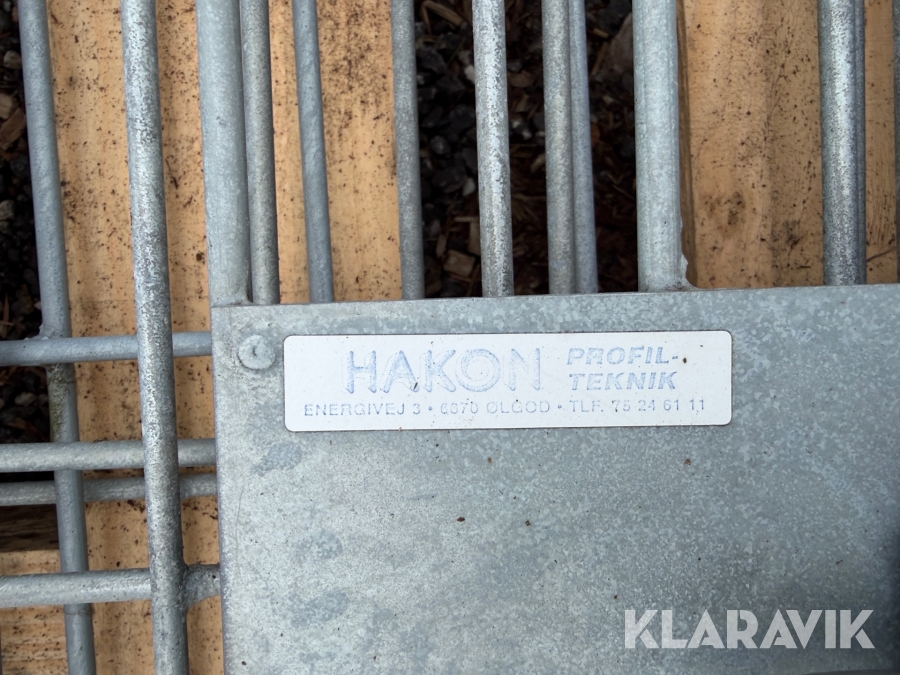 HAKON PROFIL-
TEKNIK
ENERGIVEJ 3 • 6870 ØLGOD • TLF. 75 24 61 11
KLARAVIK